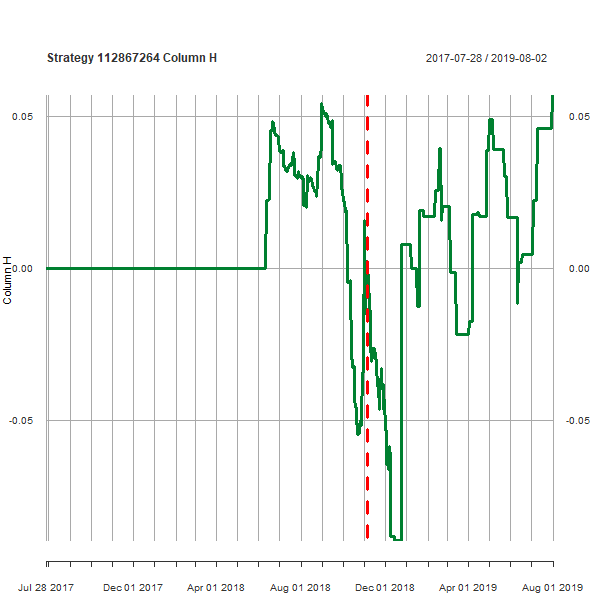 Strategy 112867264 Column H
2017-07-28 / 2019-08-02
0.05
0.05
0.00
0.00
Column H
-0.05
-0.05
Jul 28 2017
Dec 01 2017
Apr 01 2018
Aug 01 2018
Dec 01 2018
Apr 01 2019
Aug 01 2019